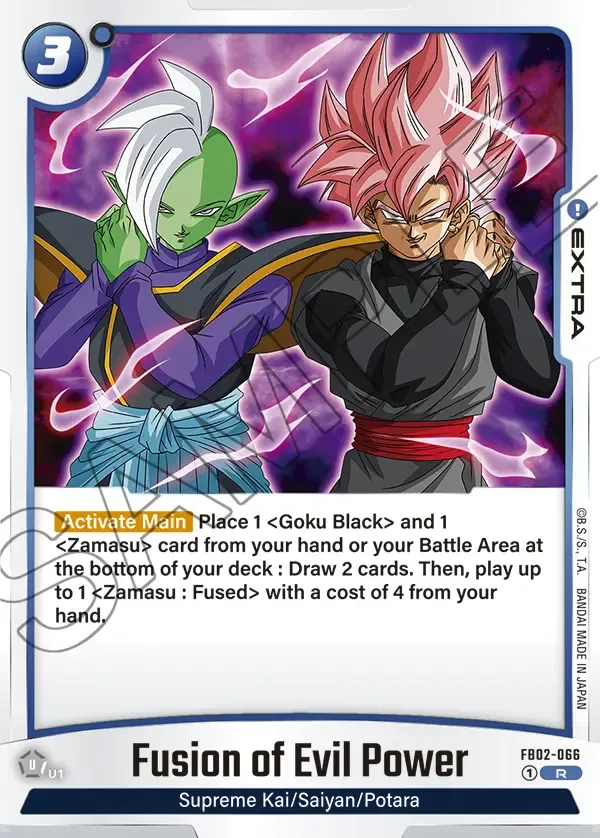 3
! EXTRA
SAMPLE
Activate Main Place 1 <Goku Black> and 1
<Zamasu> card from your hand or your Battle Area at
the bottom of your deck : Draw 2 cards. Then, play up
to 1 <Zamasu : Fused> with a cost of 4 from your
hand.
©B.S./S., T.A. BANDAI MADE IN JAPAN
U/U1
Fusion of Evil Power
FB02-066
1 R
Supreme Kai/Saiyan/Potara